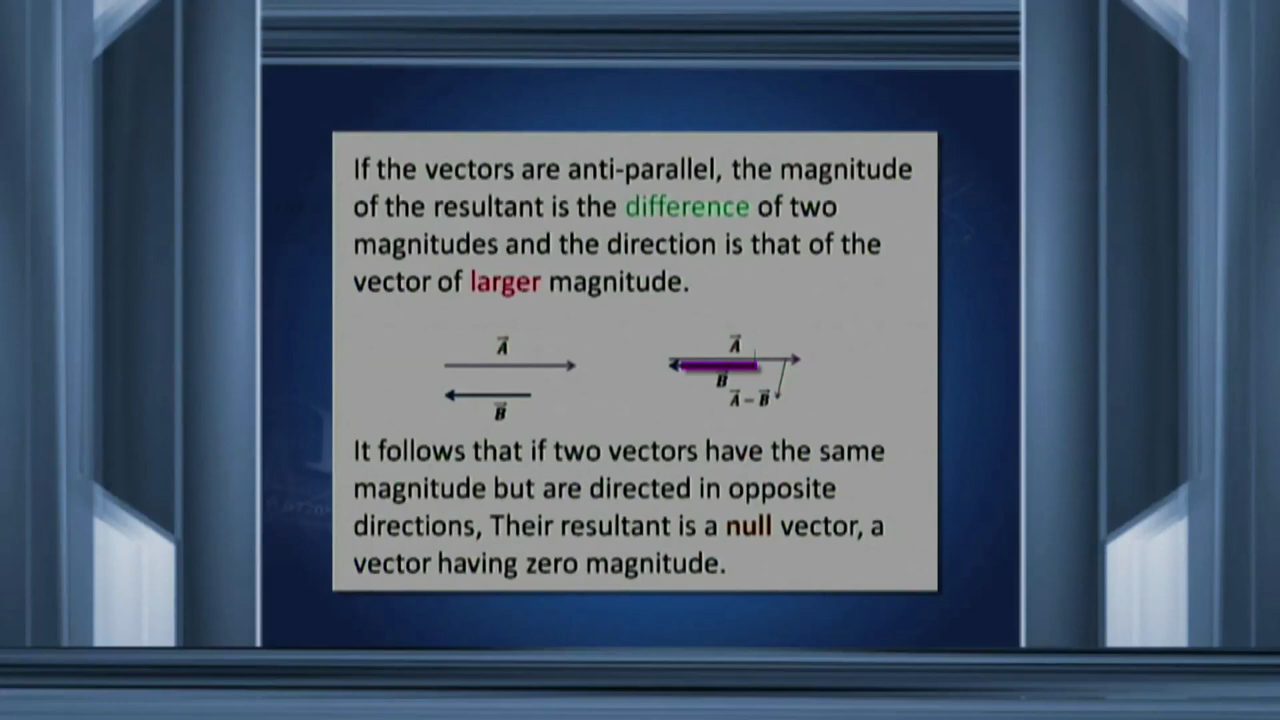 If the vectors are anti-parallel, the magnitude
of the resultant is the difference of two
magnitudes and the direction is that of the
vector of larger magnitude.
A⃗
B⃗
A⃗
B⃗
A⃗ – B⃗
It follows that if two vectors have the same
magnitude but are directed in opposite
directions, Their resultant is a null vector, a
vector having zero magnitude.